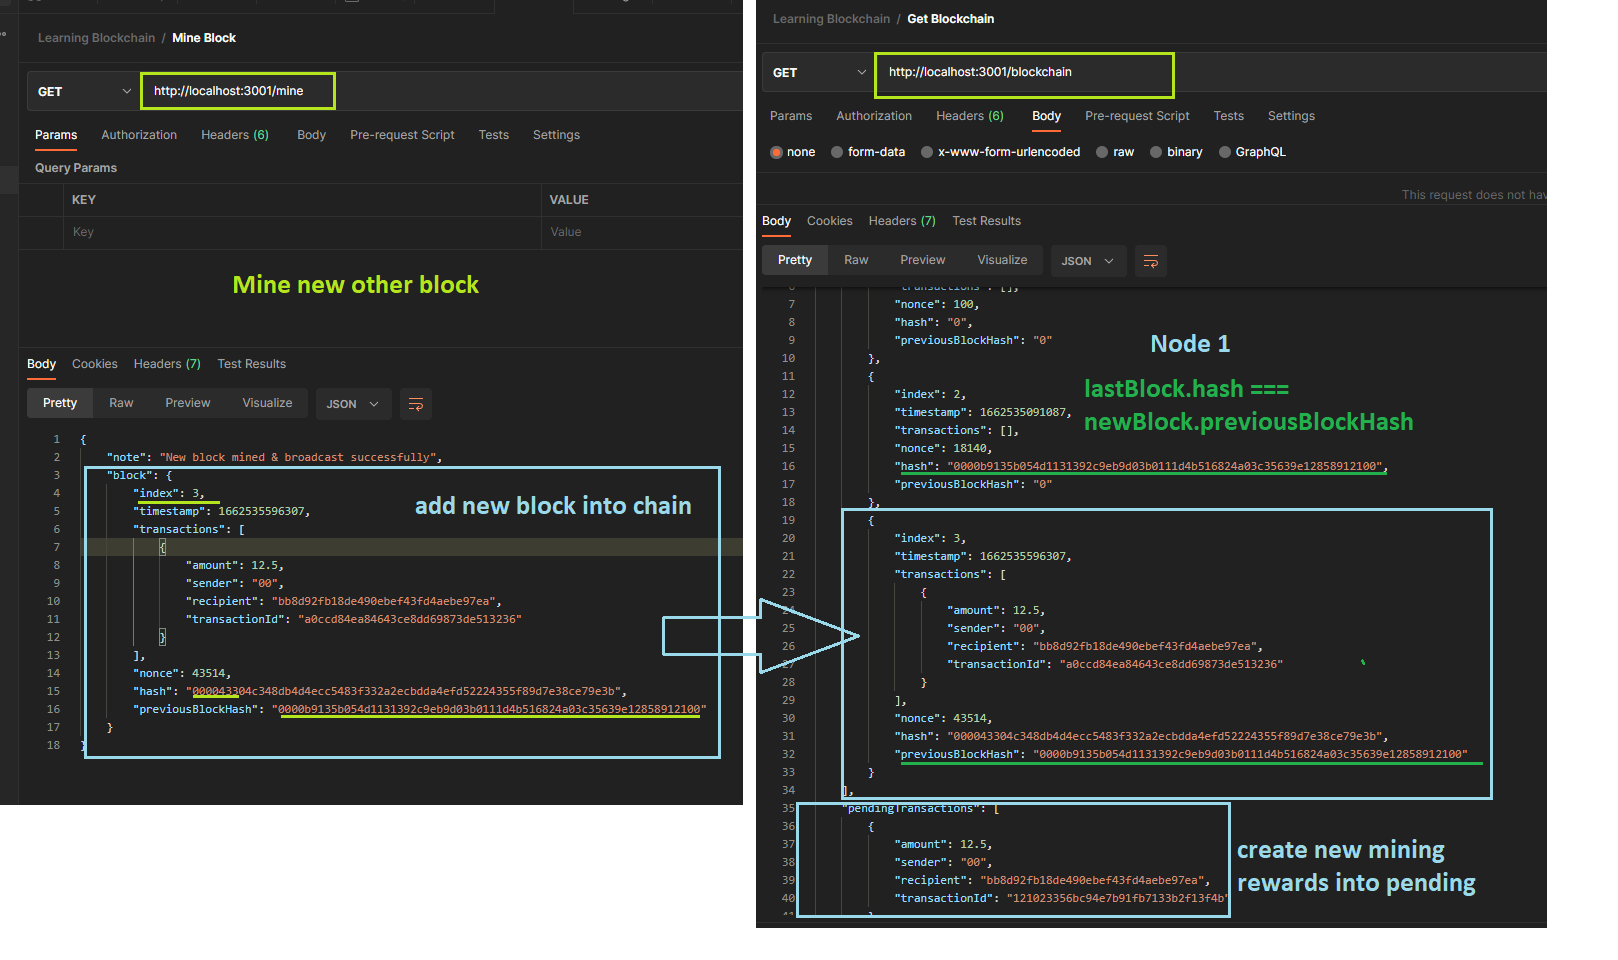 Learning Blockchain / Mine Block
GET
http://localhost:3001/mine
Params Authorization Headers (6) Body Pre-request Script Tests Settings
Query Params
KEY VALUE
Key Value
Mine new other block
Body Cookies Headers (7) Test Results
Pretty Raw Preview Visualize JSON
1 {
2 "note": "New block mined & broadcast successfully",
3 "block": {
4 "index": 3,
add new block into chain
5 "timestamp": 1662535596307,
6 "transactions": [
7 {
8 "amount": 12.5,
9 "sender": "00",
10 "recipient": "bb8d92fb18de490ebef43fd4aebe97ea",
11 "transactionId": "a0ccd84ea84643ce8dd69873de513236"
12 }
13 ],
14 "nonce": 43514,
15 "hash": "000043304c348db4d4ecc5483f332a2ecbdda4efd52224355f89d7e38ce79e3b",
16 "previousBlockHash": "0000b9135b054d1131392c9eb9d03b0111d4b516824a03c35639e12858912100"
17 }
18 }
Learning Blockchain / Get Blockchain
GET
http://localhost:3001/blockchain
Params Authorization Headers (6) Body Pre-request Script Tests Settings
none form-data x-www-form-urlencoded raw binary GraphQL
This request does not hav
Body Cookies Headers (7) Test Results
Pretty Raw Preview Visualize JSON
6 "transactions": [],
7 "nonce": 100,
8 "hash": "0",
9 "previousBlockHash": "0"
Node 1
10 },
11 {
12 "index": 2,
lastBlock.hash ===
newBlock.previousBlockHash
13 "timestamp": 1662535091087,
14 "transactions": [],
15 "nonce": 18140,
16 "hash": "0000b9135b054d1131392c9eb9d03b0111d4b516824a03c35639e12858912100",
17 "previousBlockHash": "0"
18 },
19 {
20 "index": 3,
21 "timestamp": 1662535596307,
22 "transactions": [
23 {
24 "amount": 12.5,
25 "sender": "00",
26 "recipient": "bb8d92fb18de490ebef43fd4aebe97ea",
27 "transactionId": "a0ccd84ea84643ce8dd69873de513236"
28 }
29 ],
30 "nonce": 43514,
31 "hash": "000043304c348db4d4ecc5483f332a2ecbdda4efd52224355f89d7e38ce79e3b",
32 "previousBlockHash": "0000b9135b054d1131392c9eb9d03b0111d4b516824a03c35639e12858912100"
33 }
34 ],
35 "pendingTransactions": [
36 {
37 "amount": 12.5,
38 "sender": "00",
39 "recipient": "bb8d92fb18de490ebef43fd4aebe97ea",
40 "transactionId": "121023356bc94e7b91fb7133b2f13f4b"
41
create new mining
rewards into pending